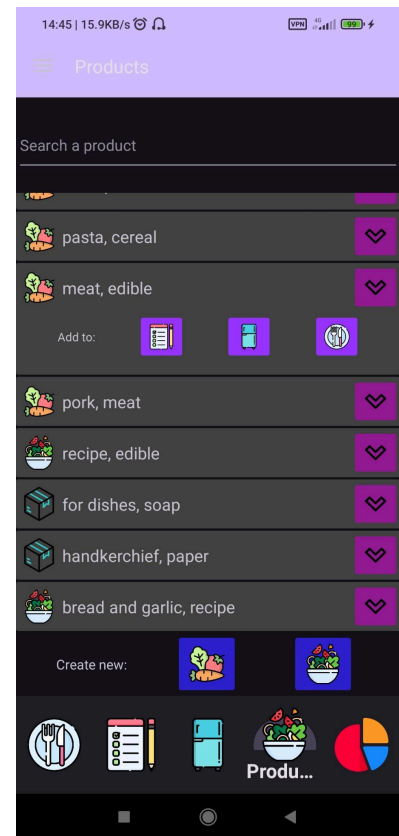 14:45 | 15.9KB/s
VPN 4G 99
Products
Search a product
pasta, cereal
meat, edible
Add to:
pork, meat
recipe, edible
for dishes, soap
handkerchief, paper
bread and garlic, recipe
Create new:
Produ...